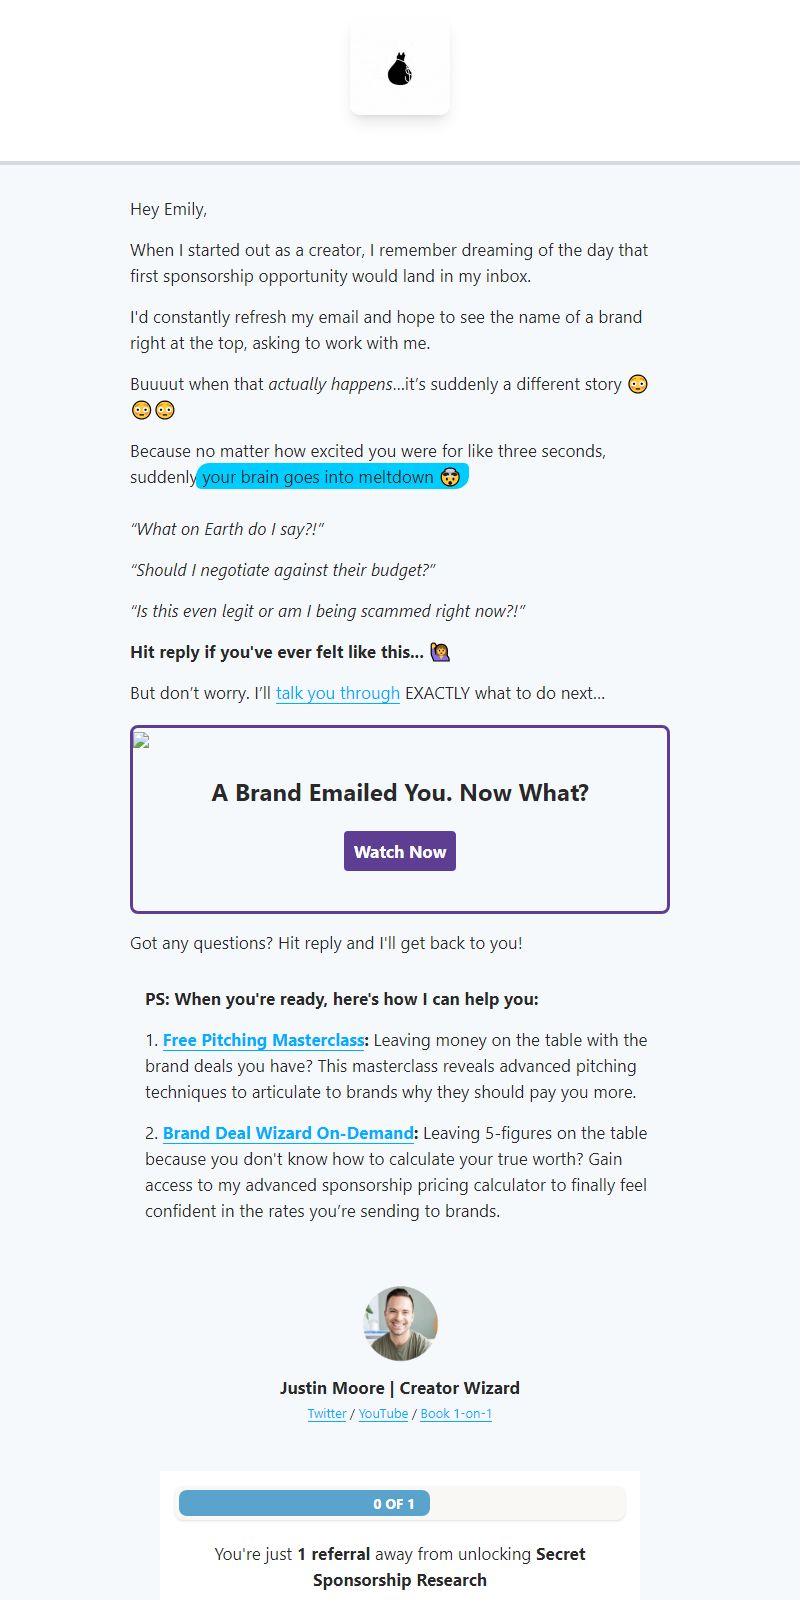 Hey Emily,
When I started out as a creator, I remember dreaming of the day that
first sponsorship opportunity would land in my inbox.
I'd constantly refresh my email and hope to see the name of a brand
right at the top, asking to work with me.
Buuuut when that actually happens...it’s suddenly a different story 😳
😳😳
Because no matter how excited you were for like three seconds,
suddenly your brain goes into meltdown 🤯
“What on Earth do I say?!”
“Should I negotiate against their budget?”
“Is this even legit or am I being scammed right now?!”
Hit reply if you've ever felt like this... 🙋‍♀️
But don’t worry. I’ll talk you through EXACTLY what to do next...
A Brand Emailed You. Now What?
Watch Now
Got any questions? Hit reply and I'll get back to you!
PS: When you're ready, here's how I can help you:
1. Free Pitching Masterclass: Leaving money on the table with the
brand deals you have? This masterclass reveals advanced pitching
techniques to articulate to brands why they should pay you more.
2. Brand Deal Wizard On-Demand: Leaving 5-figures on the table
because you don't know how to calculate your true worth? Gain
access to my advanced sponsorship pricing calculator to finally feel
confident in the rates you’re sending to brands.
Justin Moore | Creator Wizard
Twitter / YouTube / Book 1-on-1
0 OF 1
You're just 1 referral away from unlocking Secret
Sponsorship Research